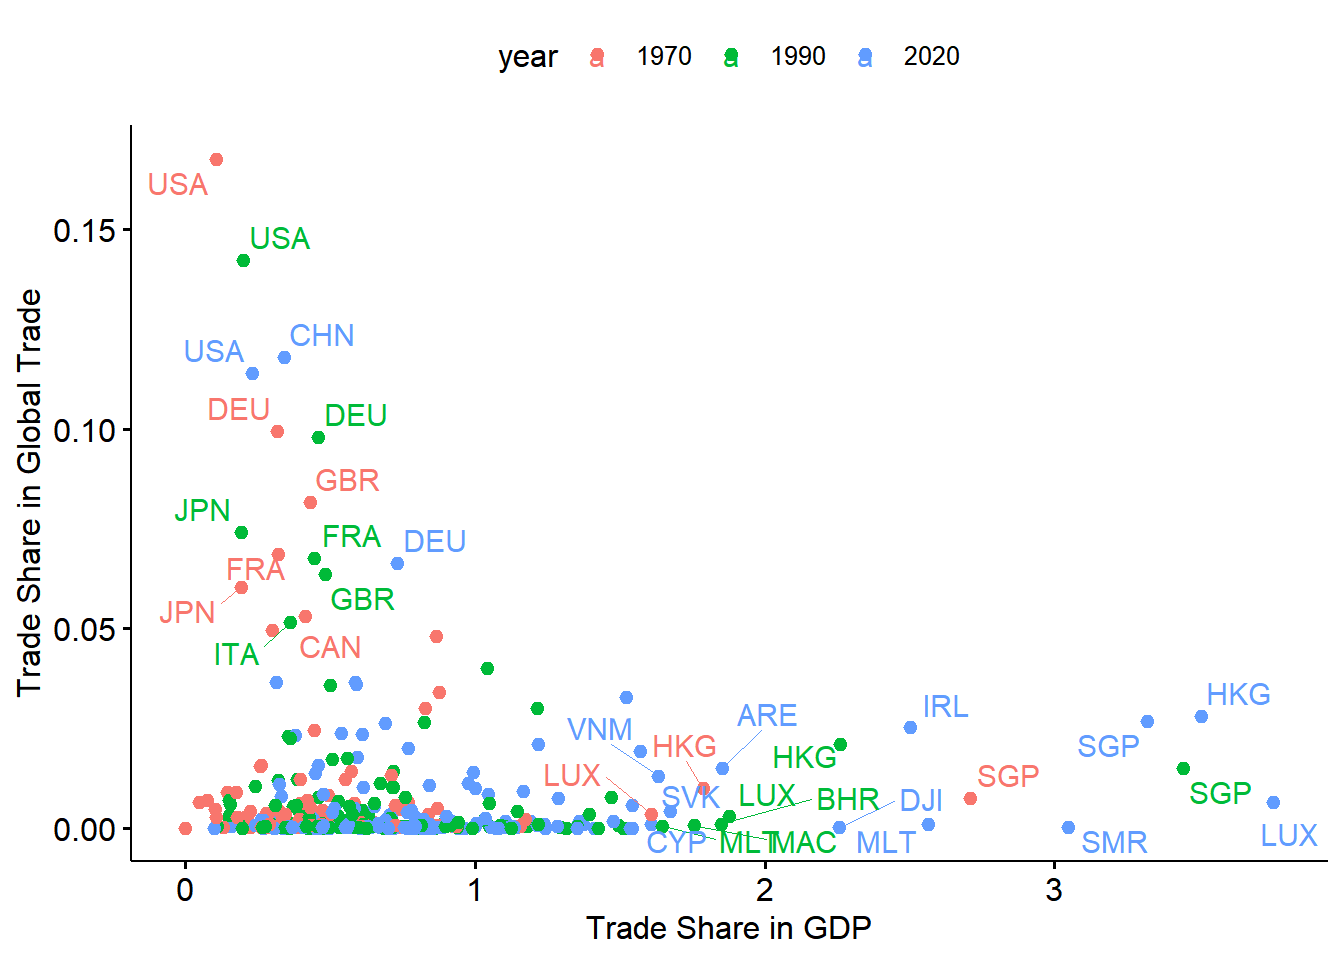 year a 1970 a 1990 a 2020
Trade Share in Global Trade
0.15
0.10
0.05
0.00
USA
USA
CHN
USA
DEU
DEU
GBR
JPN
FRA
DEU
FRA
JPN
GBR
ITA
CAN
HKG
IRL
ARE
VNM
HKG
HKG
SGP
LUX
SGP
SVK
LUX
BHR
DJI
SGP
CYP
MLT
MAC
MLT
SMR
LUX
0
1
2
3
Trade Share in GDP